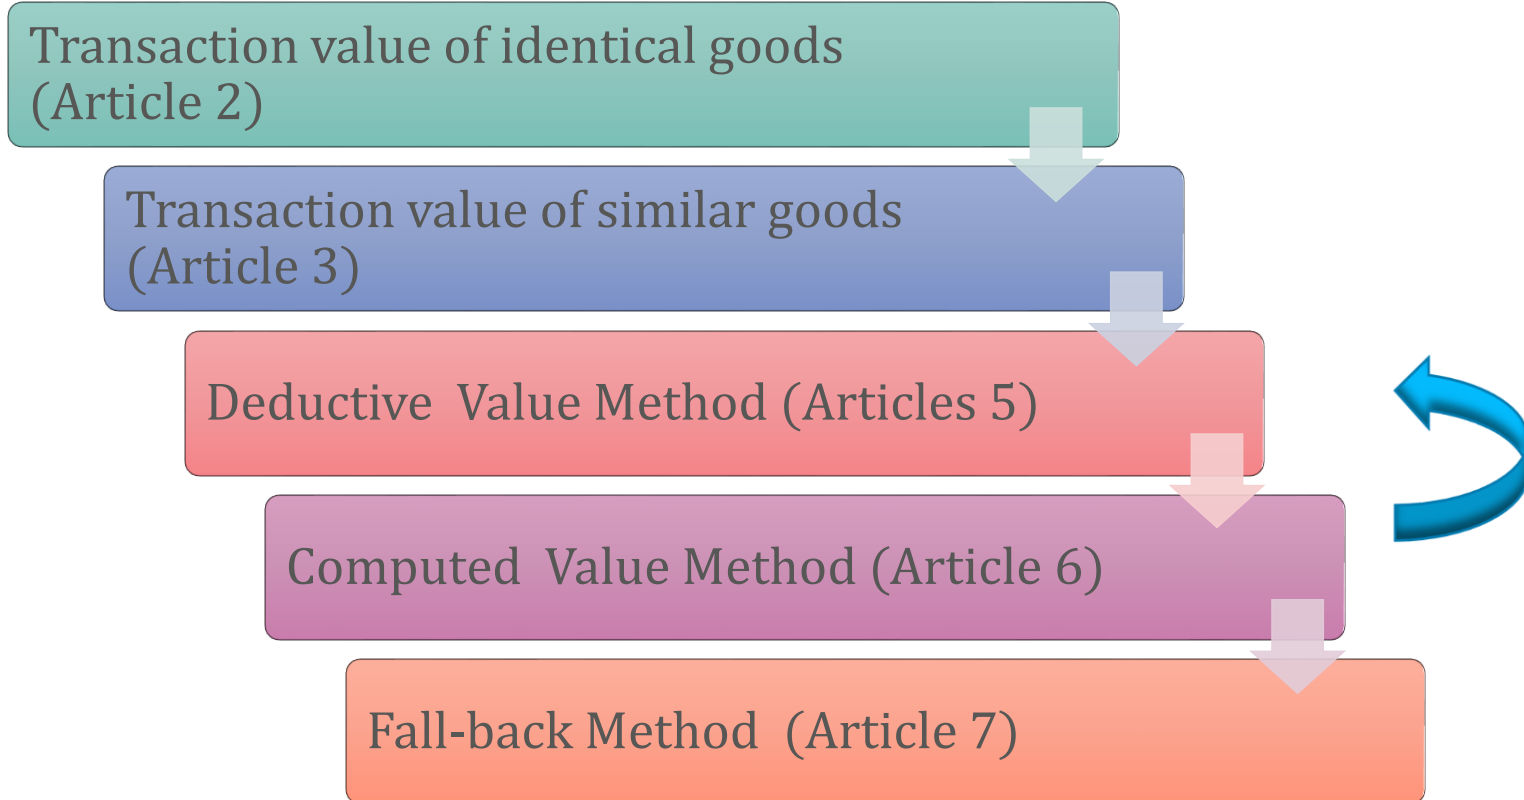 Transaction value of identical goods
(Article 2)
Transaction value of similar goods
(Article 3)
Deductive  Value Method (Articles 5)
Computed  Value Method (Article 6)
Fall-back Method  (Article 7)